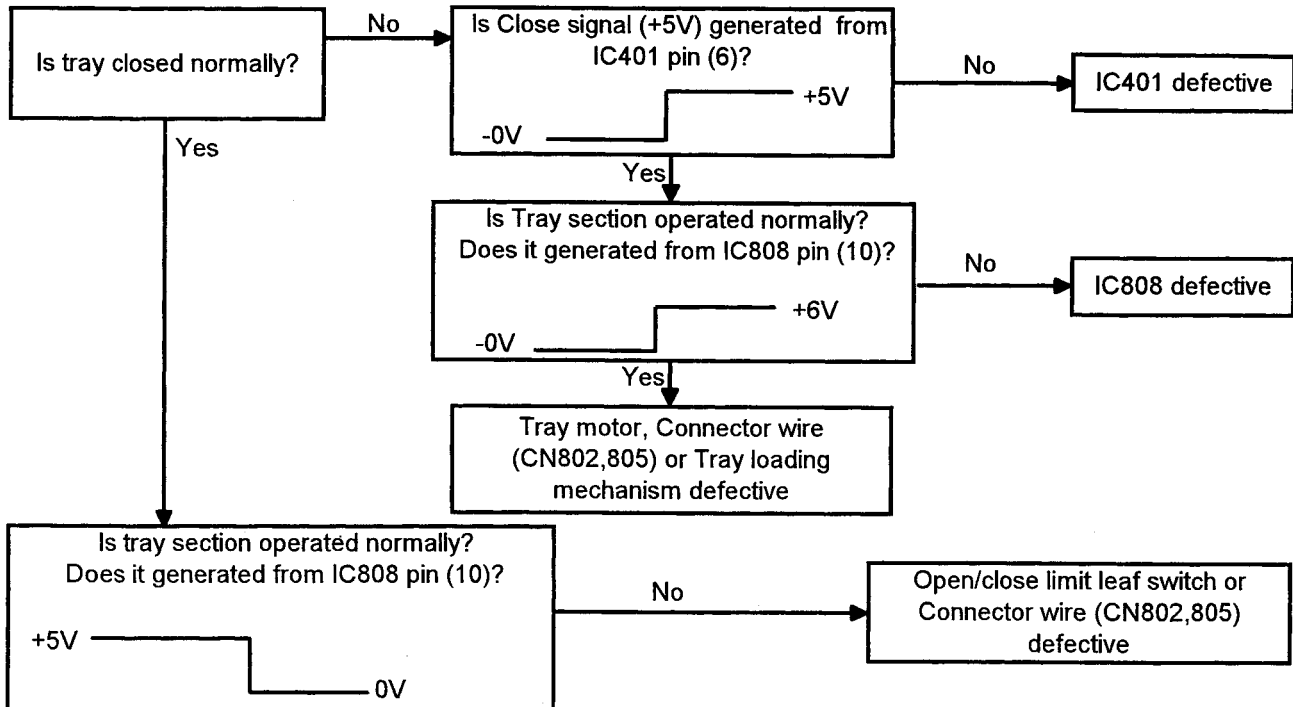 Is tray closed normally?
No
Is Close signal (+5V) generated from
IC401 pin (6)?
+5V
-0V
No
IC401 defective
Yes
Yes
Is Tray section operated normally?
Does it generated from IC808 pin (10)?
+6V
-0V
No
IC808 defective
Yes
Tray motor, Connector wire
(CN802,805) or Tray loading
mechanism defective
Is tray section operated normally?
Does it generated from IC808 pin (10)?
+5V
0V
No
Open/close limit leaf switch or
Connector wire (CN802,805)
defective